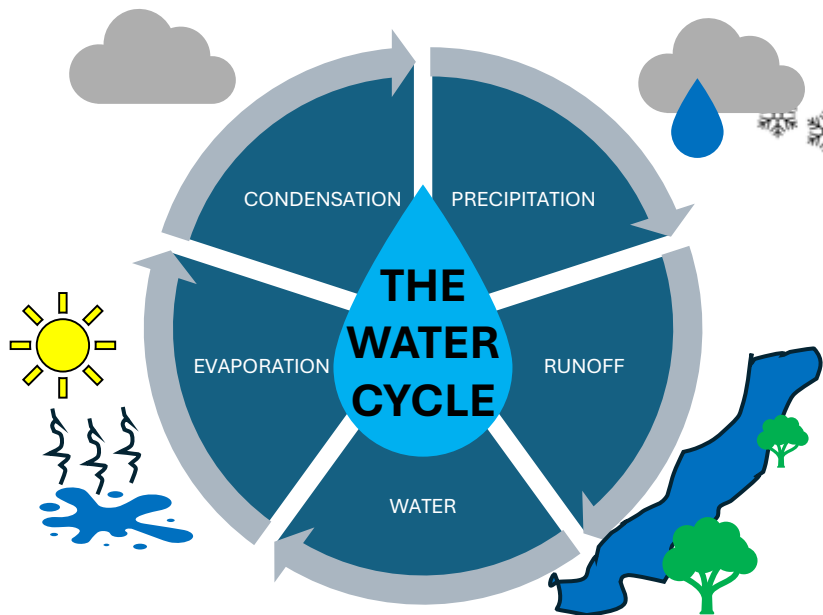 CONDENSATION
PRECIPITATION
THE
WATER
CYCLE
EVAPORATION
RUNOFF
WATER